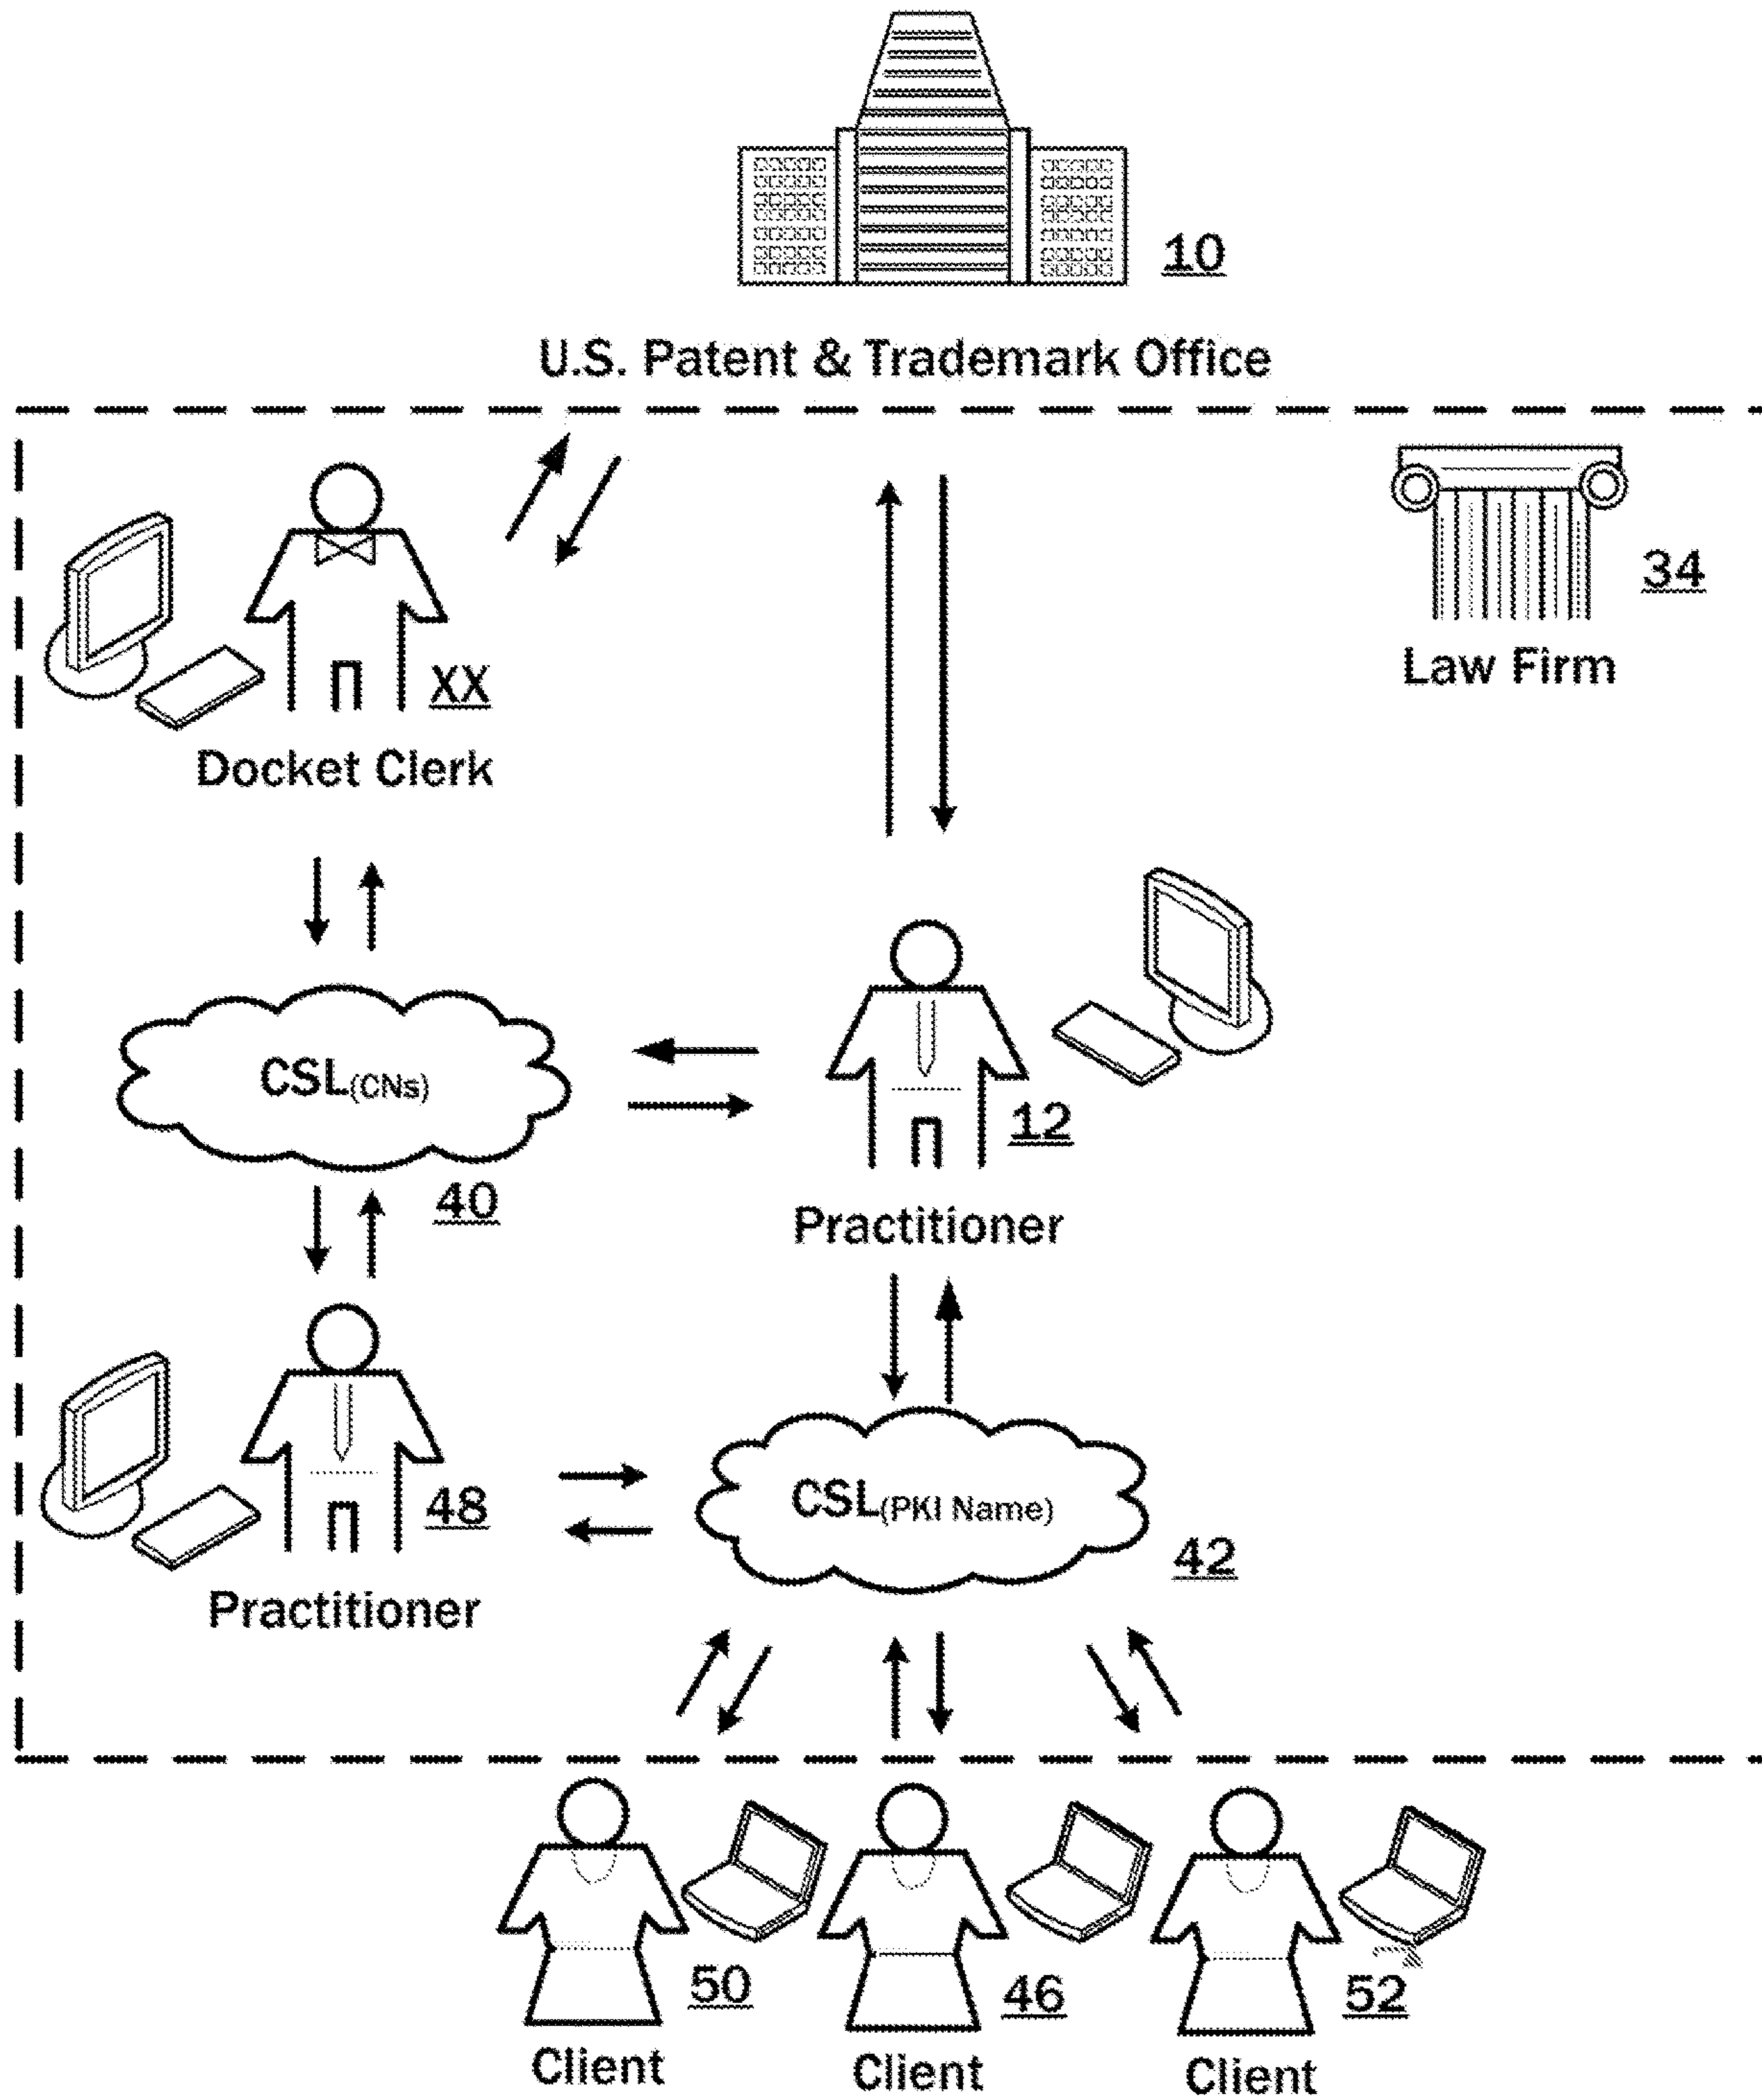 10
U.S. Patent & Trademark Office
34
Law Firm
XX
Docket Clerk
CSL(CNs)
12
40
Practitioner
CSL(PKI Name)
48
42
Practitioner
50
46
52
Client
Client
Client